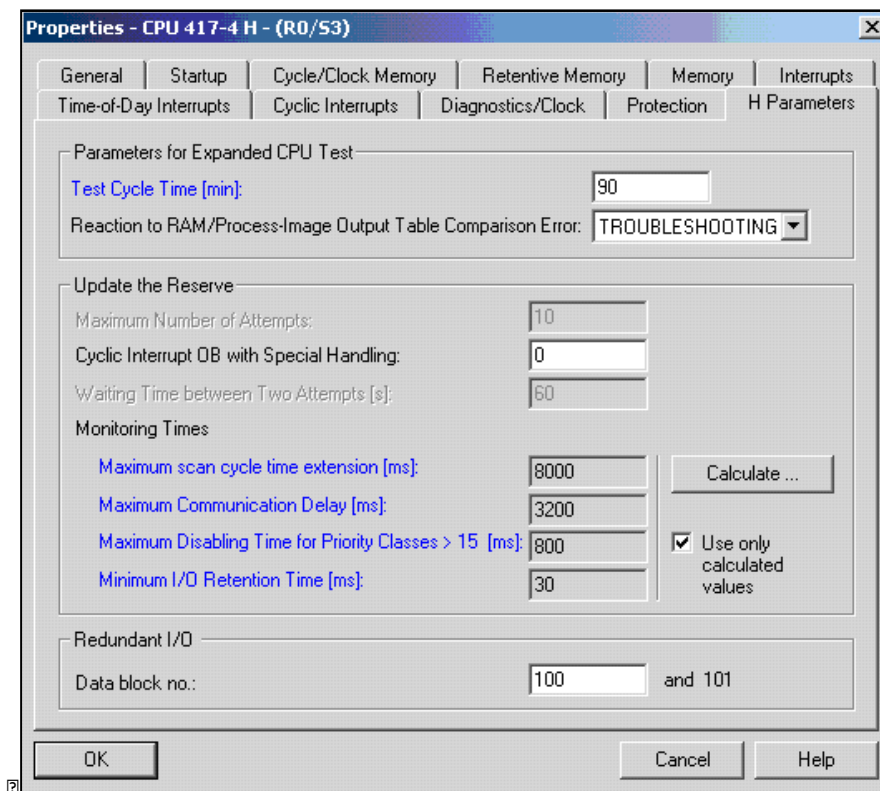 Properties - CPU 417-4 H - (R0/S3)
General Startup Cycle/Clock Memory Retentive Memory Memory Interrupts
Time-of-Day Interrupts Cyclic Interrupts Diagnostics/Clock Protection H Parameters
Parameters for Expanded CPU Test
Test Cycle Time [min]: 90
Reaction to RAM/Process-Image Output Table Comparison Error: TROUBLESHOOTING
Update the Reserve
Maximum Number of Attempts: 10
Cyclic Interrupt OB with Special Handling: 0
Waiting Time between Two Attempts [s]: 60
Monitoring Times
Maximum scan cycle time extension [ms]: 8000 Calculate ...
Maximum Communication Delay [ms]: 3200
Maximum Disabling Time for Priority Classes > 15 [ms]: 800 Use only
calculated
Minimum I/O Retention Time [ms]: 30 values
Redundant I/O
Data block no.: 100 and 101
OK Cancel Help